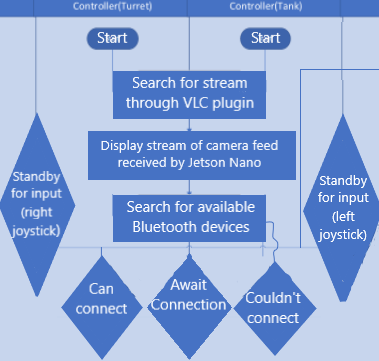 Controller(Turret)
Controller(Tank)
Start
Start
Search for stream
through VLC plugin
Display stream of camera feed
received by Jetson Nano
Standby
for input
(right
joystick)
Search for available
Bluetooth devices
Standby
for input
(left
joystick)
Can
connect
Await
Connection
Couldn't
connect